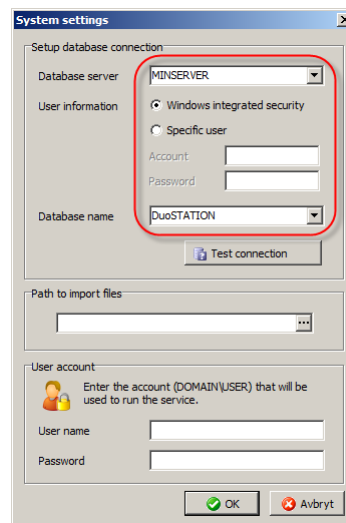 System settings
Setup database connection
Database server MINSERVER
User information Windows integrated security
Specific user
Account
Password
Database name DuoSTATION
Test connection
Path to import files
...
User account
Enter the account (DOMAIN\USER) that will be
used to run the service.
User name
Password
OK Avbryt